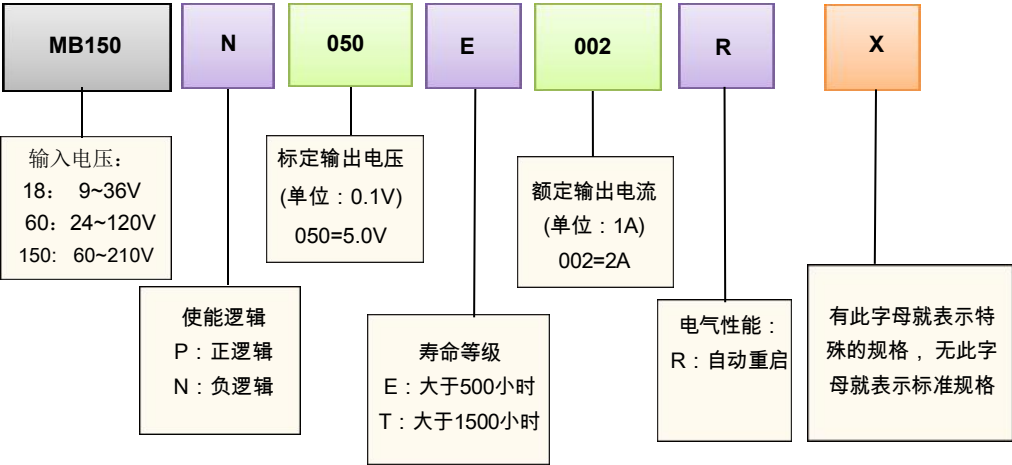 MB150
N
050
E
002
R
X
输入电压：
18： 9~36V
60：24~120V
150: 60~210V
使能逻辑
P：正逻辑
N：负逻辑
标定输出电压
(单位：0.1V)
050=5.0V
寿命等级
E：大于500小时
T：大于1500小时
额定输出电流
(单位：1A)
002=2A
电气性能：
R：自动重启
有此字母就表示特
殊的规格，无此字
母就表示标准规格